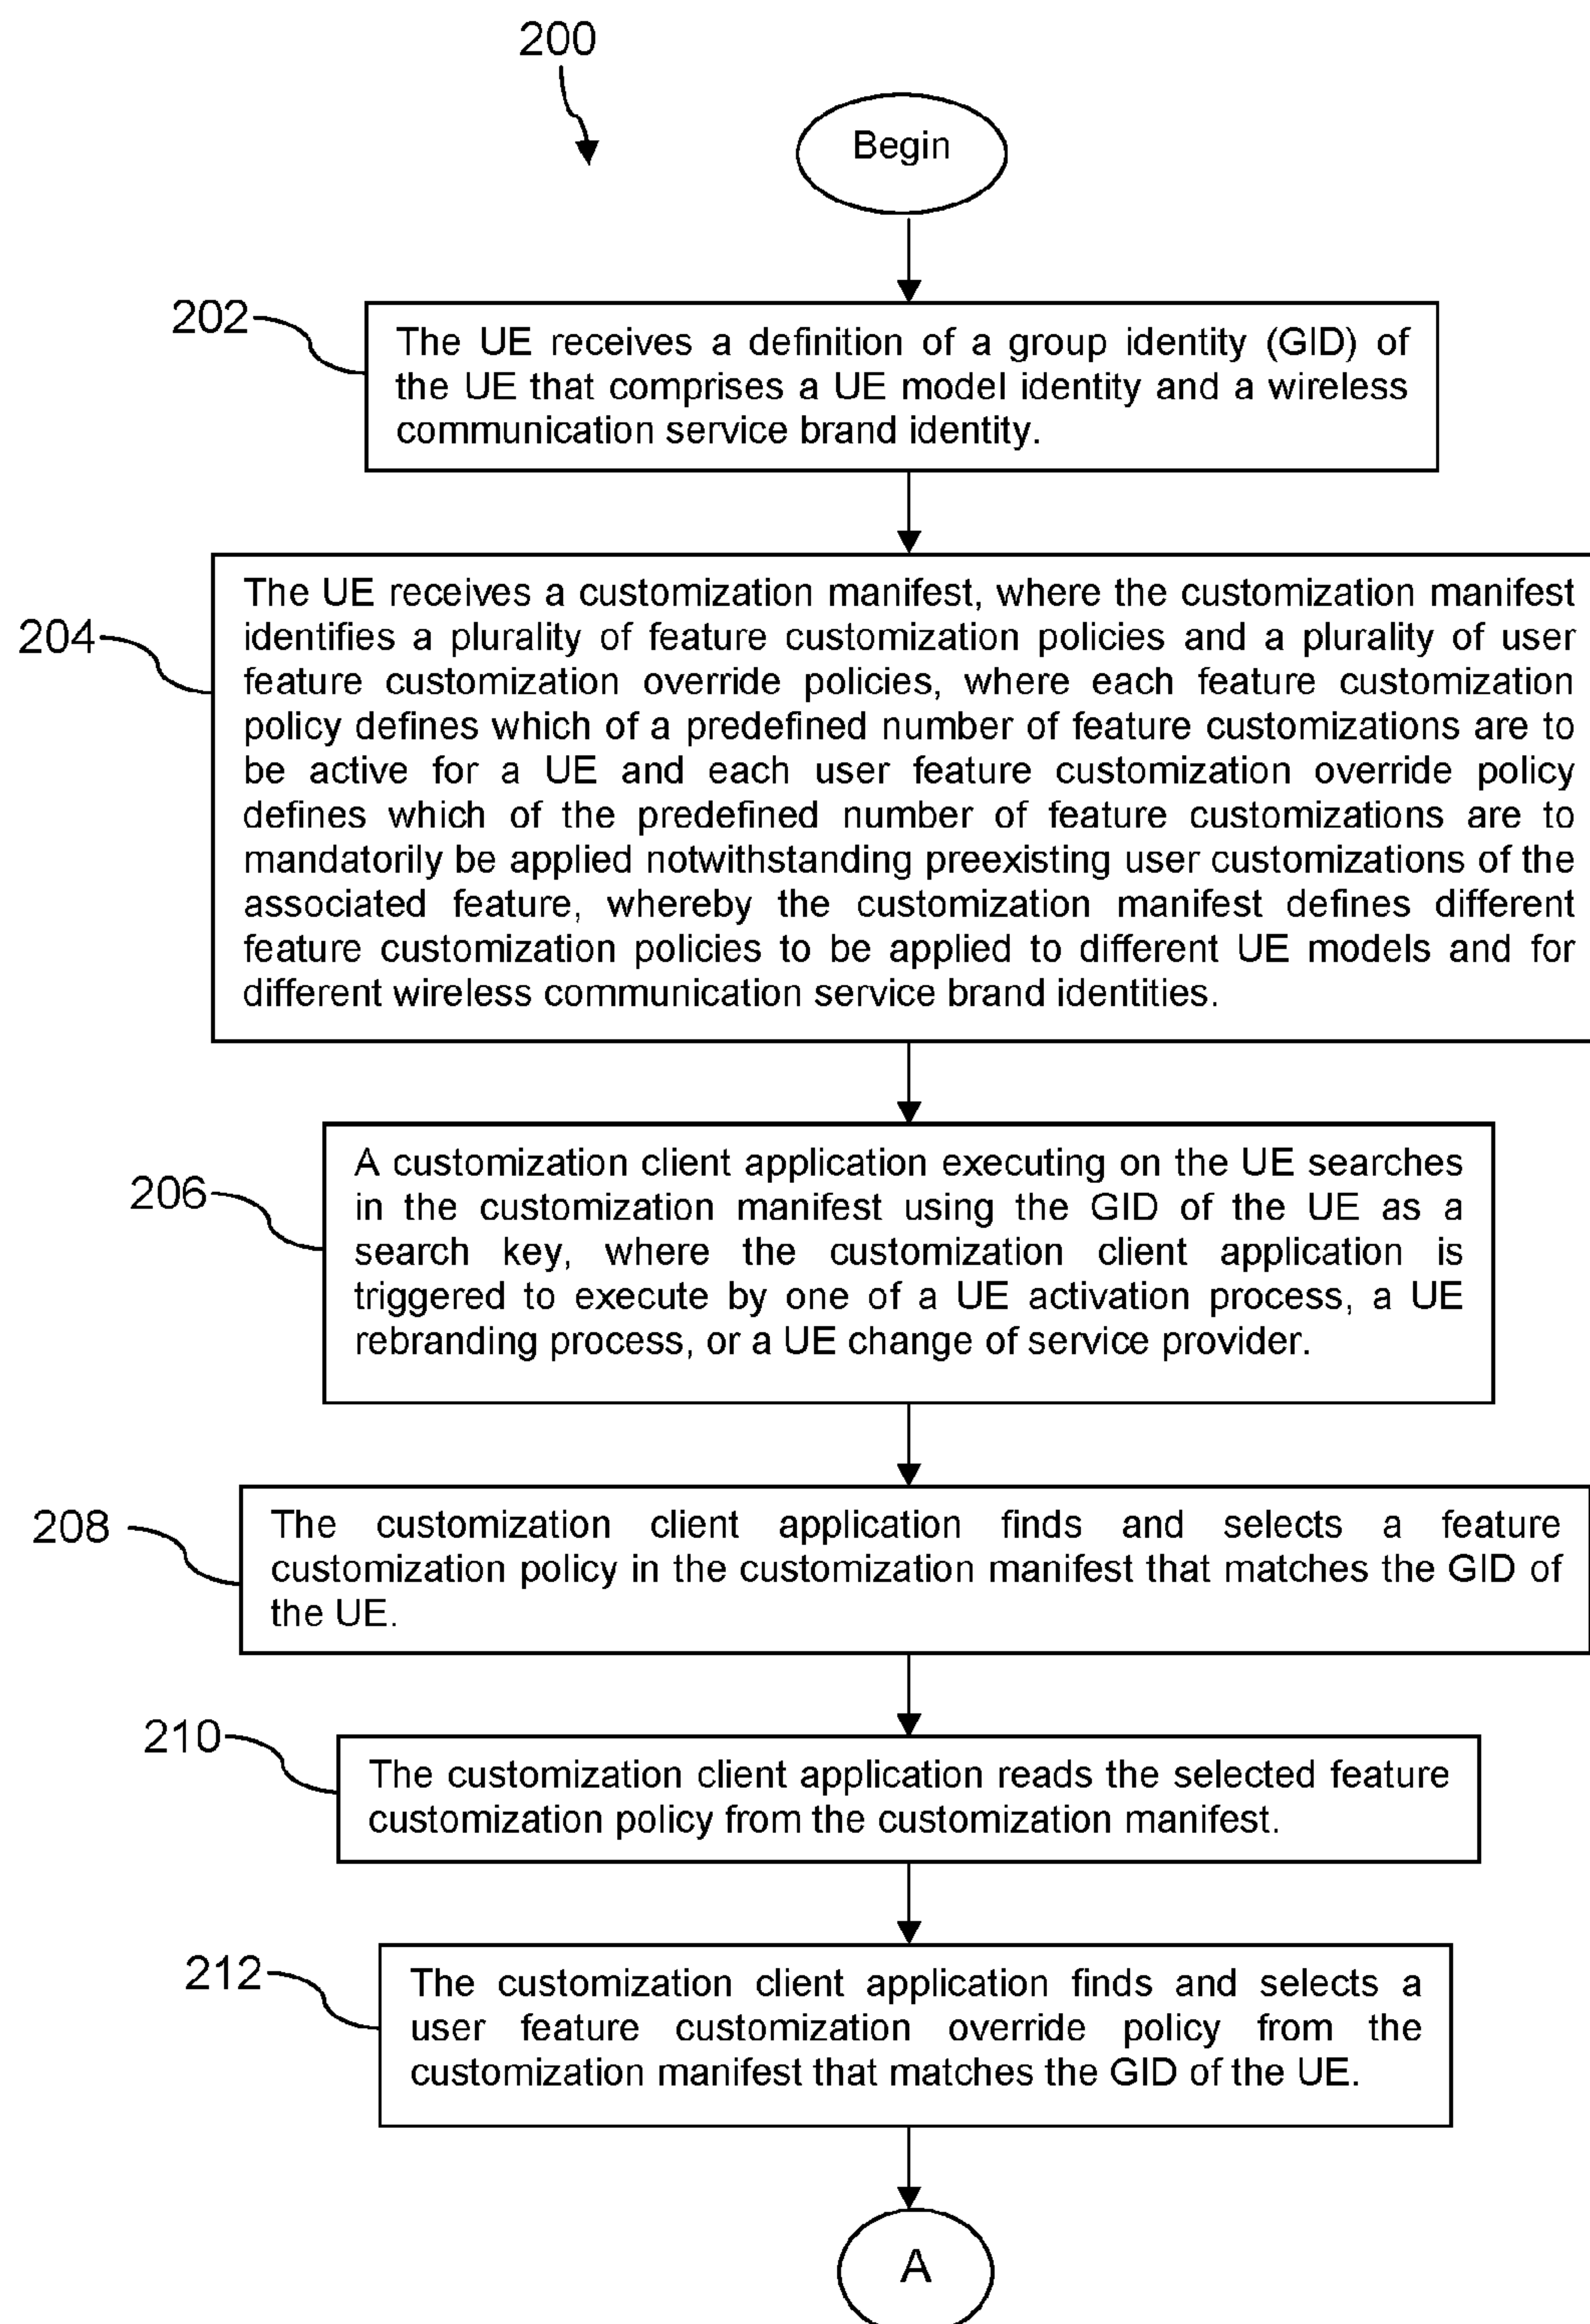 200
Begin
202
The UE receives a definition of a group identity (GID) of
the UE that comprises a UE model identity and a wireless
communication service brand identity.
204
The UE receives a customization manifest, where the customization manifest
identifies a plurality of feature customization policies and a plurality of user
feature customization override policies, where each feature customization
policy defines which of a predefined number of feature customizations are to
be active for a UE and each user feature customization override policy
defines which of the predefined number of feature customizations are to
mandatorily be applied notwithstanding preexisting user customizations of the
associated feature, whereby the customization manifest defines different
feature customization policies to be applied to different UE models and for
different wireless communication service brand identities.
206
A customization client application executing on the UE searches
in the customization manifest using the GID of the UE as a
search key, where the customization client application is
triggered to execute by one of a UE activation process, a UE
rebranding process, or a UE change of service provider.
208
The customization client application finds and selects a feature
customization policy in the customization manifest that matches the GID of
the UE.
210
The customization client application reads the selected feature
customization policy from the customization manifest.
212
The customization client application finds and selects a
user feature customization override policy from the
customization manifest that matches the GID of the UE.
A